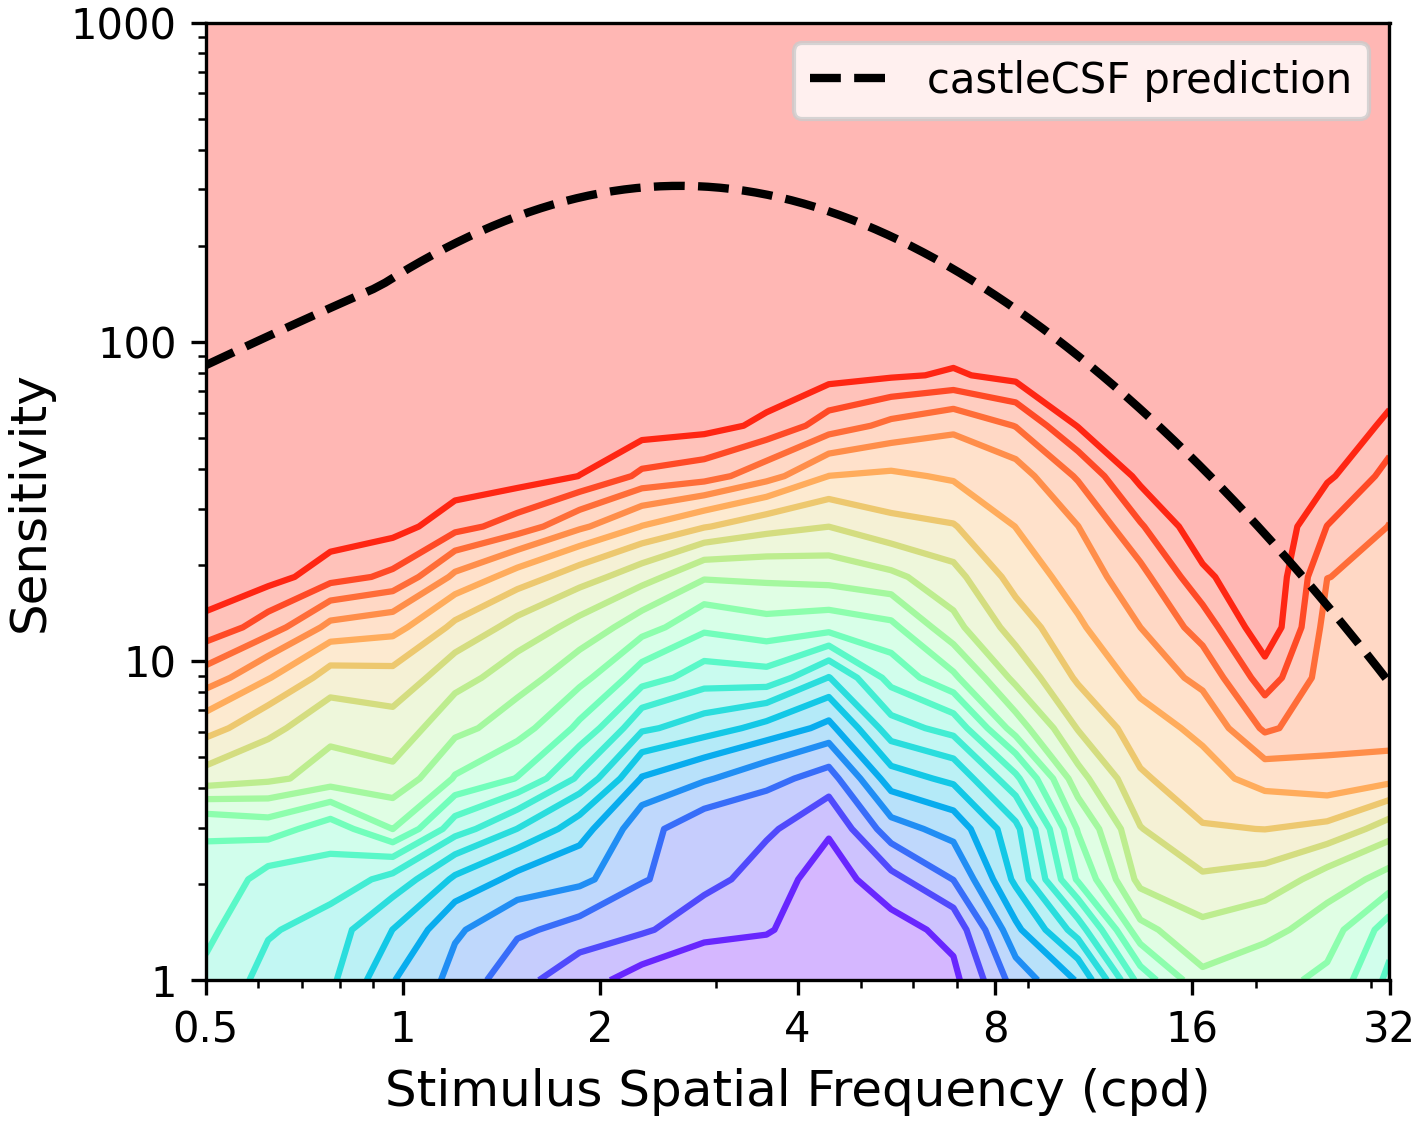 1000
castleCSF prediction
100
Sensitivity
10
1
0.5 1 2 4 8 16 32
Stimulus Spatial Frequency (cpd)